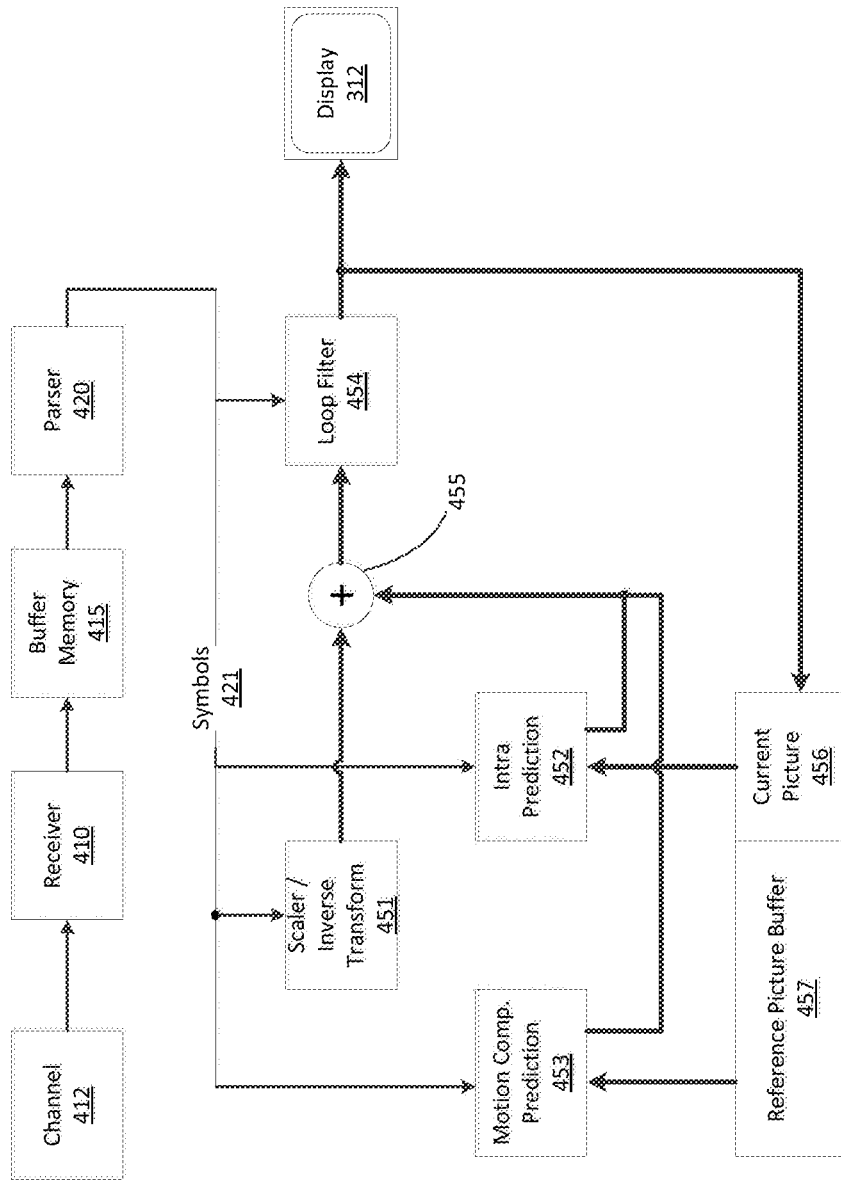 Channel
412
Receiver
410
Buffer
Memory
415
Parser
420
Symbols
421
Motion Comp.
Prediction
453
Scaler /
Inverse
Transform
451
Intra
Prediction
452
+
455
Loop Filter
454
Display
312
Reference Picture Buffer
457
Current
Picture
456